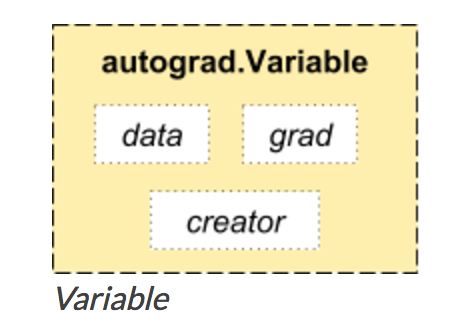 autograd.Variable
data grad
creator
Variable